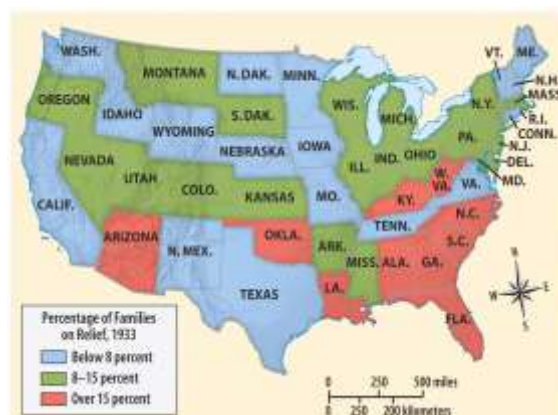 WASH.
MONTANA
N. DAK.
MINN.
VT.
ME.
N.H.
MASS.
R.I.
CONN.
N.J.
DEL.
MD.
OREGON
IDAHO
WYOMING
S. DAK.
WIS.
MICH.
N.Y.
PA.
NEBRASKA
IOWA
NEVADA
UTAH
COLO.
KANSAS
MO.
ILL.
IND.
OHIO
W.
VA.
VA.
KY.
CALIF.
TENN.
N.C.
ARIZONA
N. MEX.
OKLA.
ARK.
S.C.
MISS.
ALA.
GA.
TEXAS
LA.
FLA.
N
W
E
S
Percentage of Families
on Relief, 1933
Below 8 percent
8–15 percent
Over 15 percent
0 250 500 miles
0 250 200 kilometers